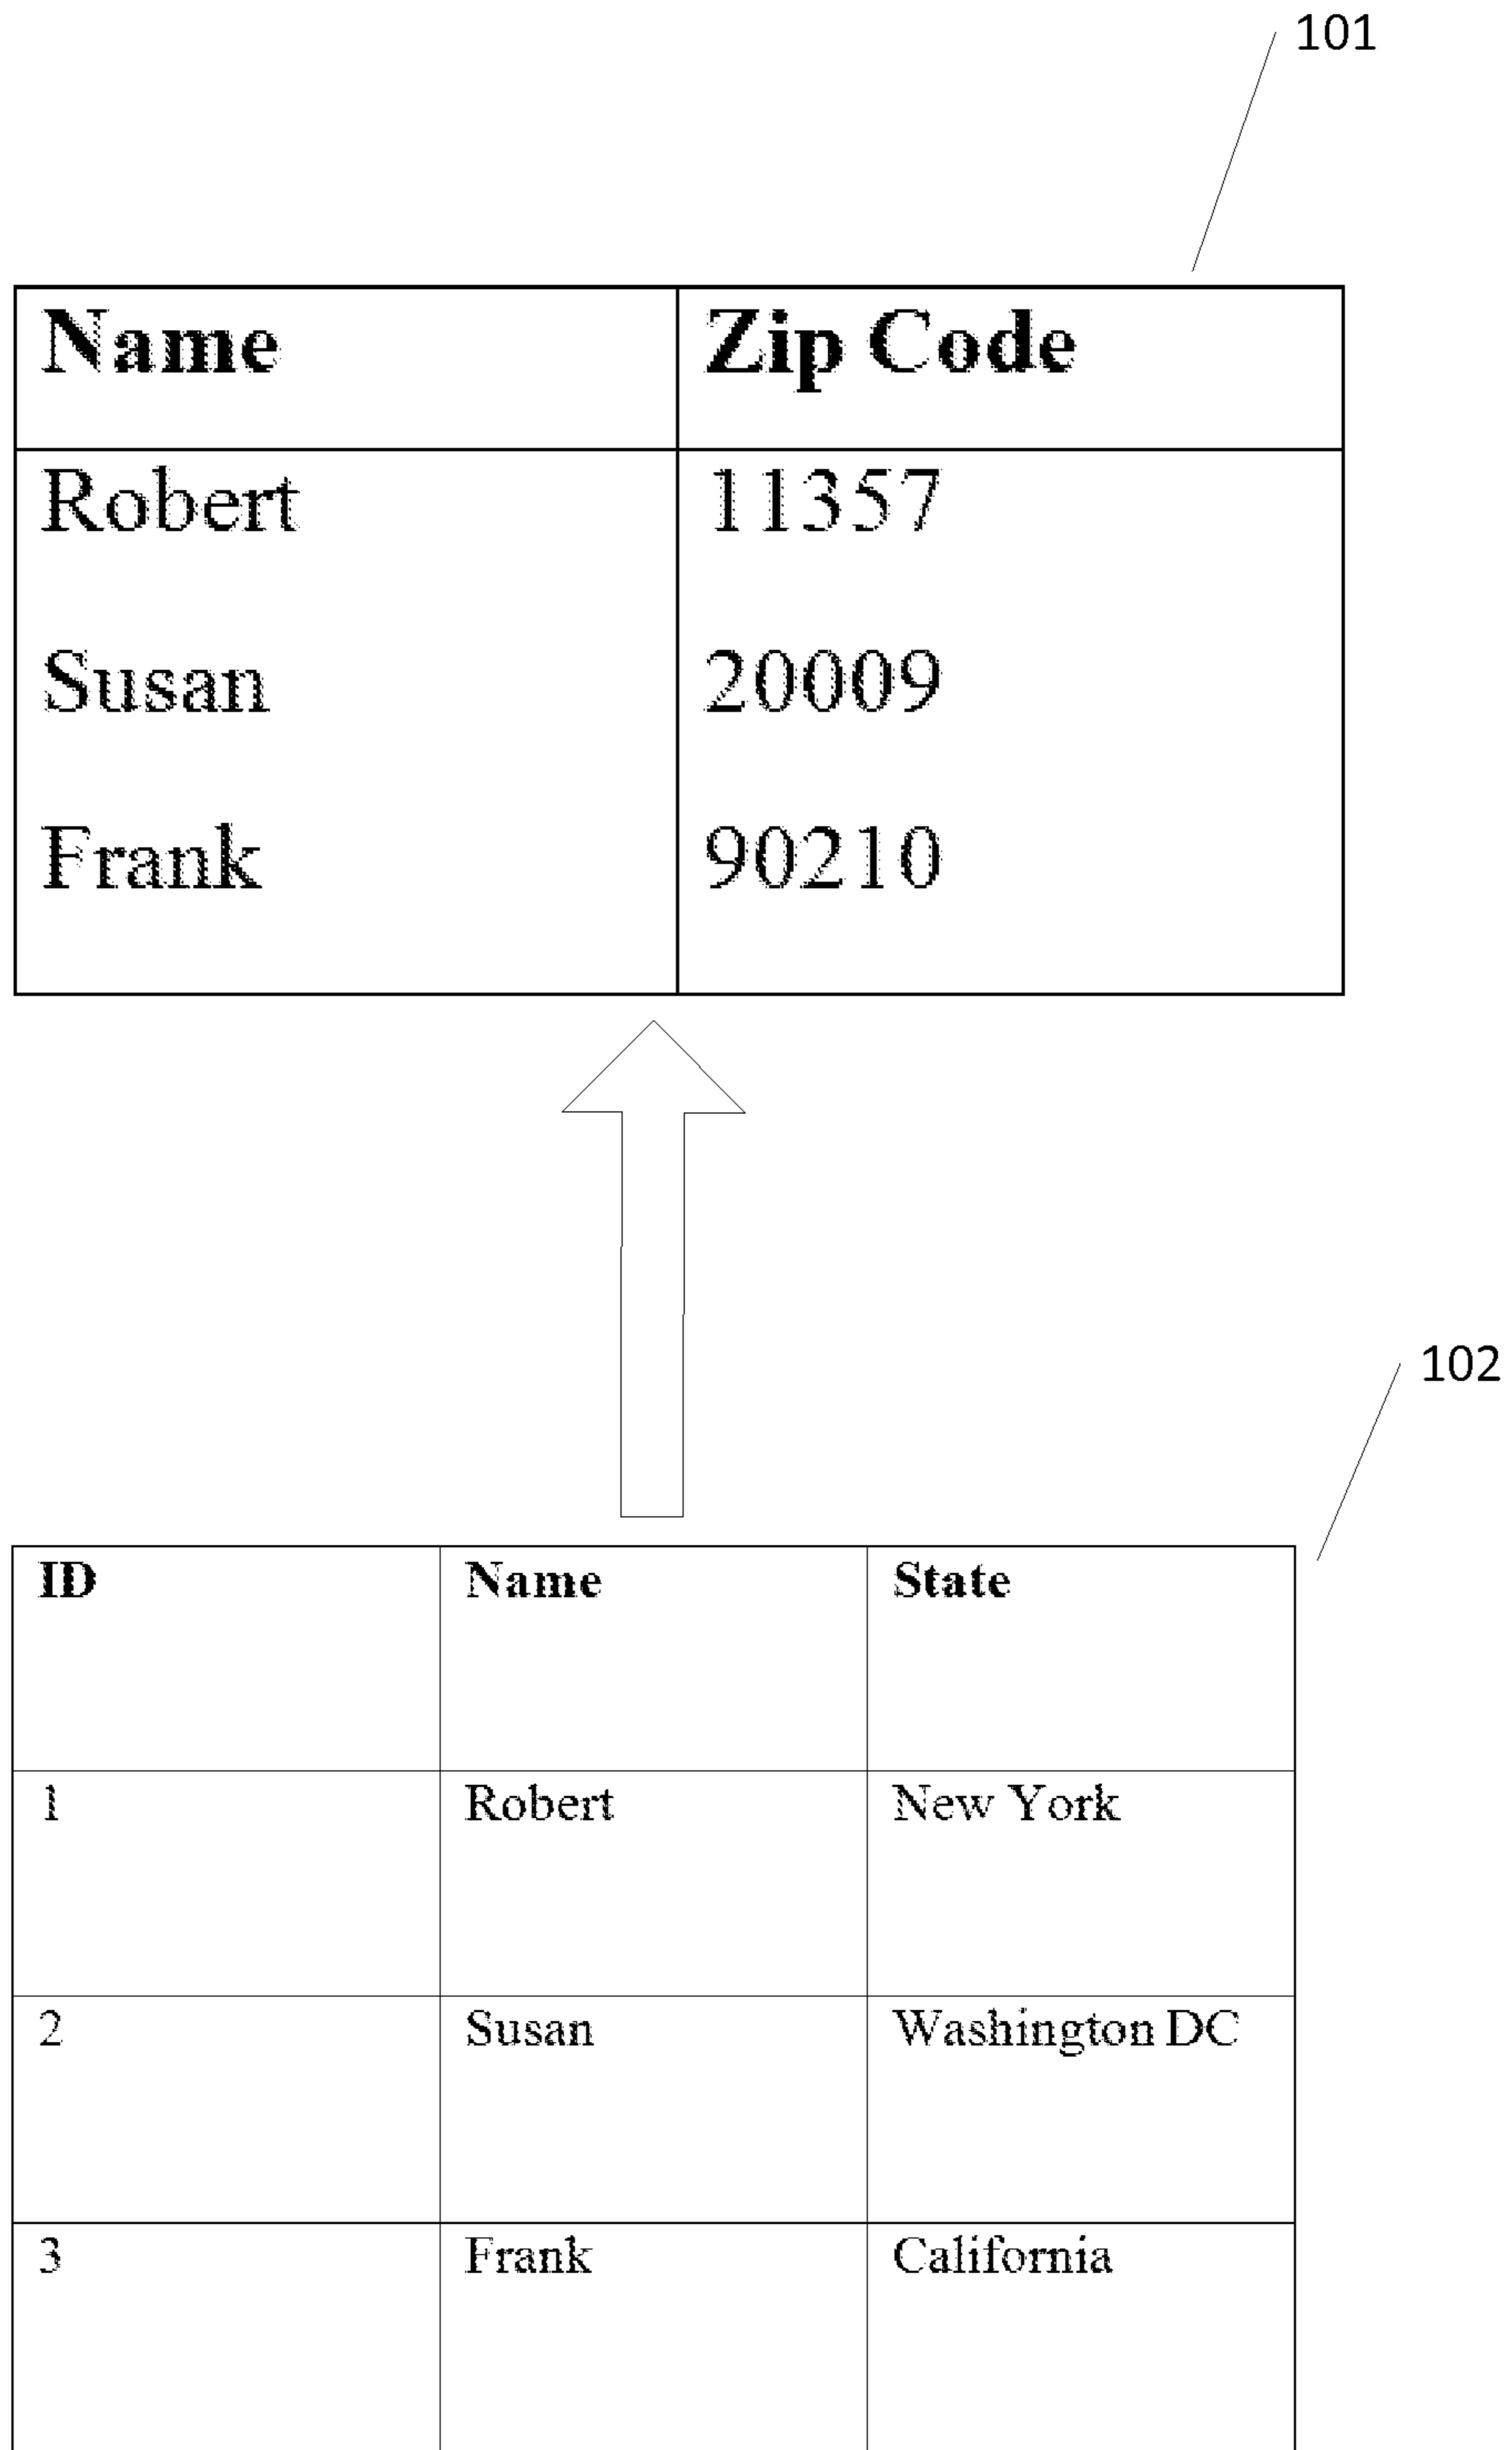 101
Name Zip Code
Robert 11357
Susan 20009
Frank 90210
102
ID Name State
1 Robert New York
2 Susan Washington DC
3 Frank California